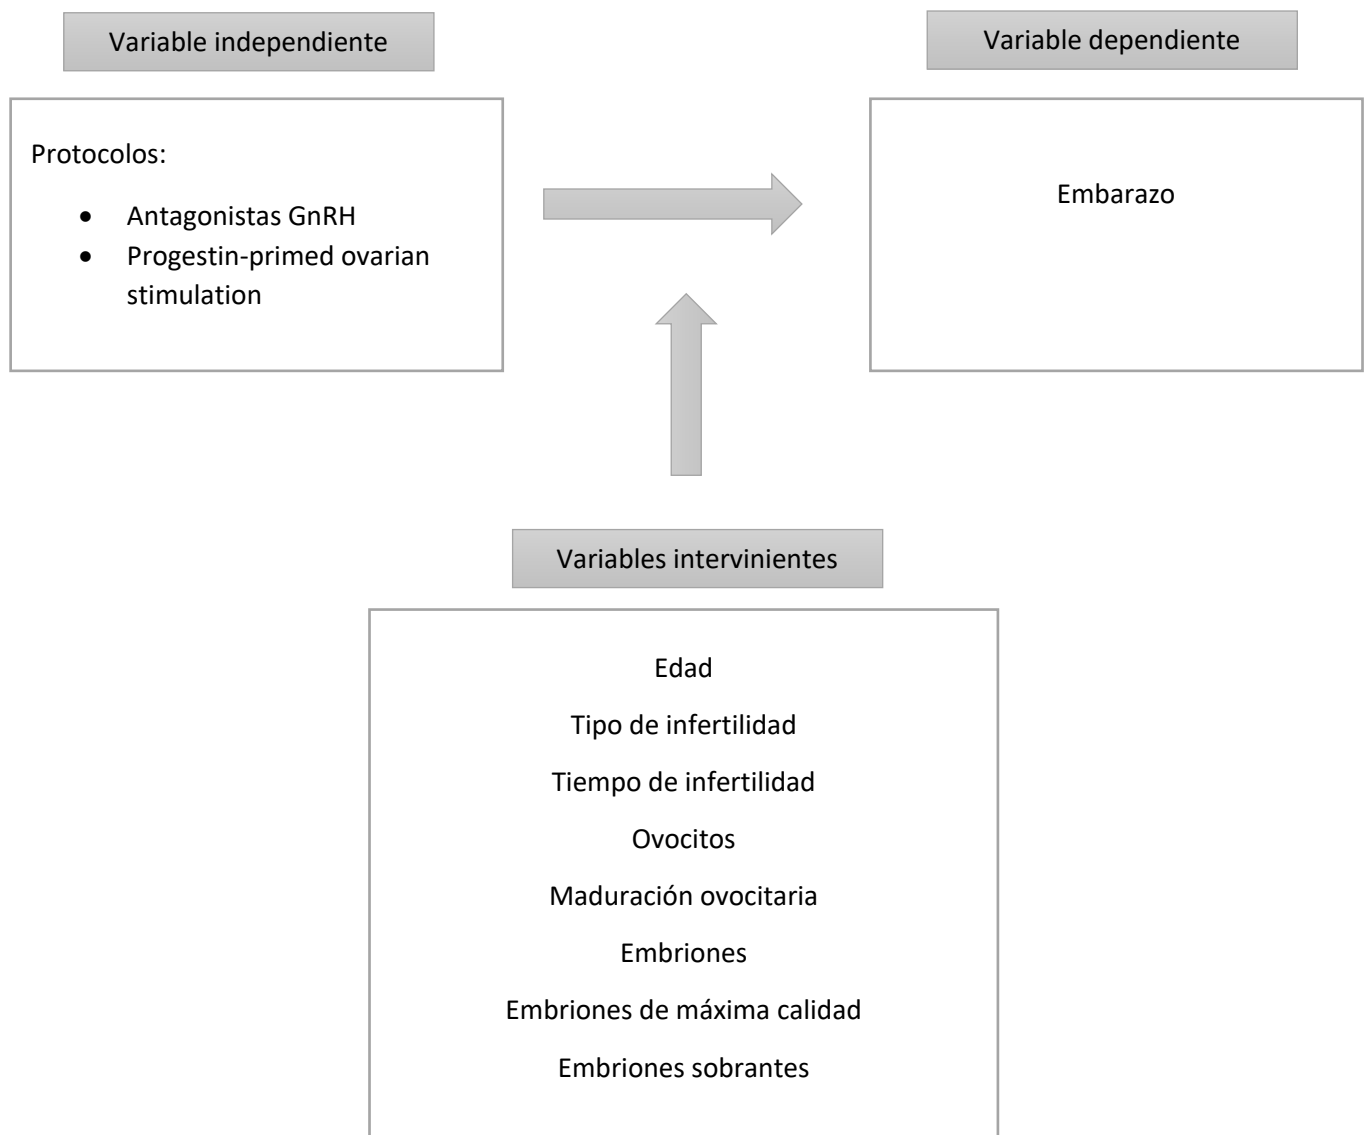 Variable independiente
Variable dependiente
Protocolos:
• Antagonistas GnRH
• Progestin-primed ovarian
stimulation
Embarazo
Variables intervinientes
Edad
Tipo de infertilidad
Tiempo de infertilidad
Ovocitos
Maduración ovocitaria
Embriones
Embriones de máxima calidad
Embriones sobrantes